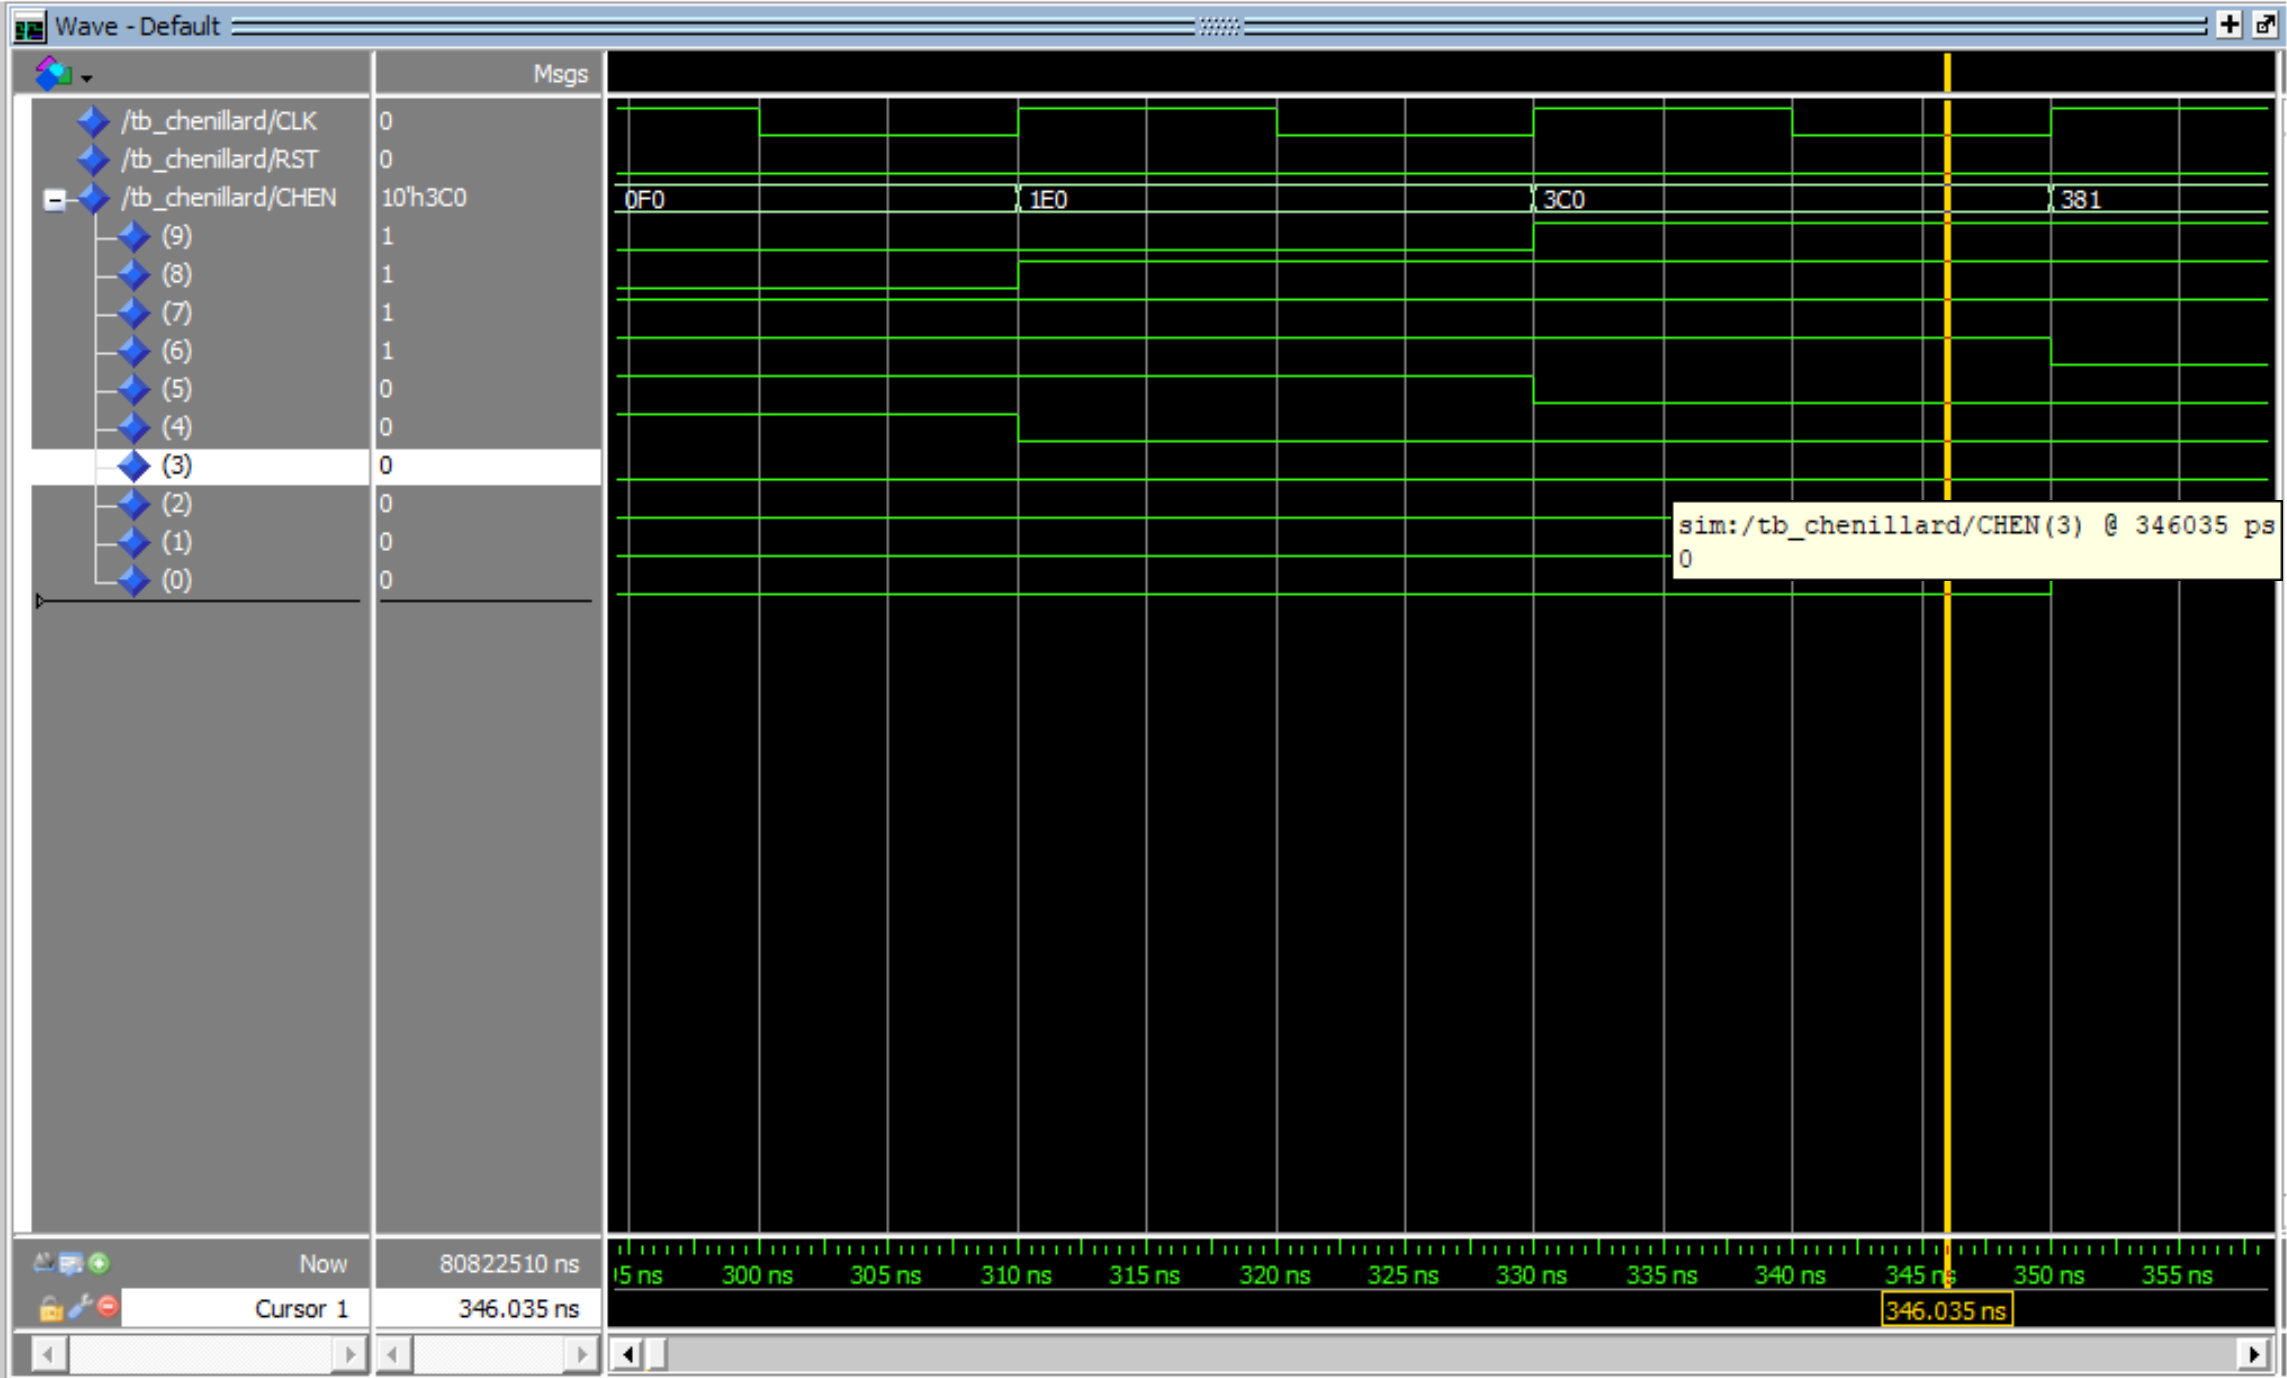 Wave - Default
Msgs
/tb_chenillard/CLK 0
/tb_chenillard/RST 0
/tb_chenillard/CHEN 10'h3C0 0F0 1E0 3C0 381
(9) 1
(8) 1
(7) 1
(6) 1
(5) 0
(4) 0
(3) 0
(2) 0
(1) 0
(0) 0
sim:/tb_chenillard/CHEN(3) @ 346035 ps
0
Now 80822510 ns
5 ns 300 ns 305 ns 310 ns 315 ns 320 ns 325 ns 330 ns 335 ns 340 ns 345 ns 350 ns 355 ns
Cursor 1 346.035 ns 346.035 ns